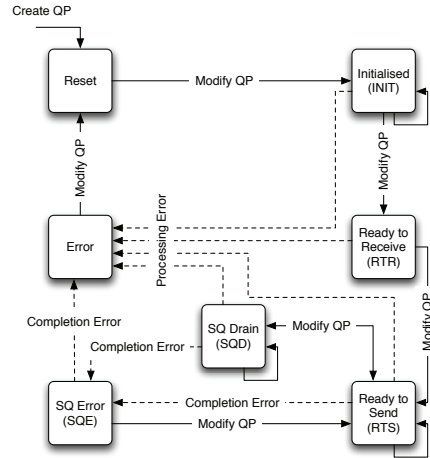 Create QP
Reset
Modify QP
Initialised
(INIT)
Modify QP
Modify QP
Processing Error
Error
Ready to
Receive
(RTR)
Completion Error
SQ Drain
(SQD)
Modify QP
Modify QP
Completion Error
SQ Error
(SQE)
Completion Error
Modify QP
Ready to
Send
(RTS)